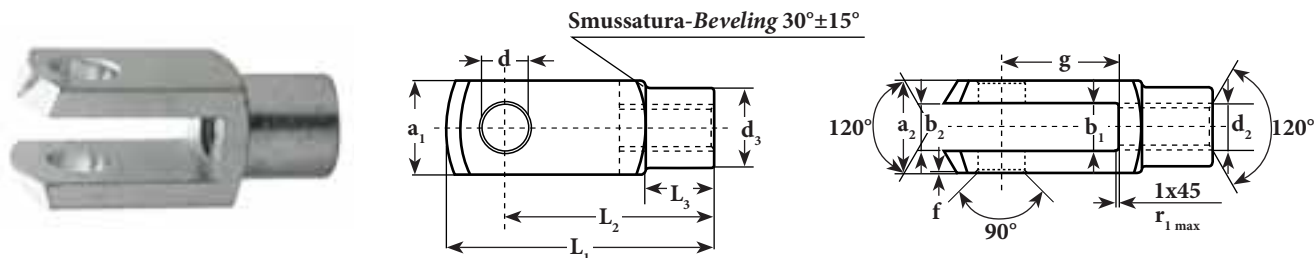 Smussatura-Beveling 30°±15°
d
a₁
d₃
L₃
L₂
L₁
g
120°
a₂
b₂
b₁
d₂
120°
f
90°
1x45
r₁ max